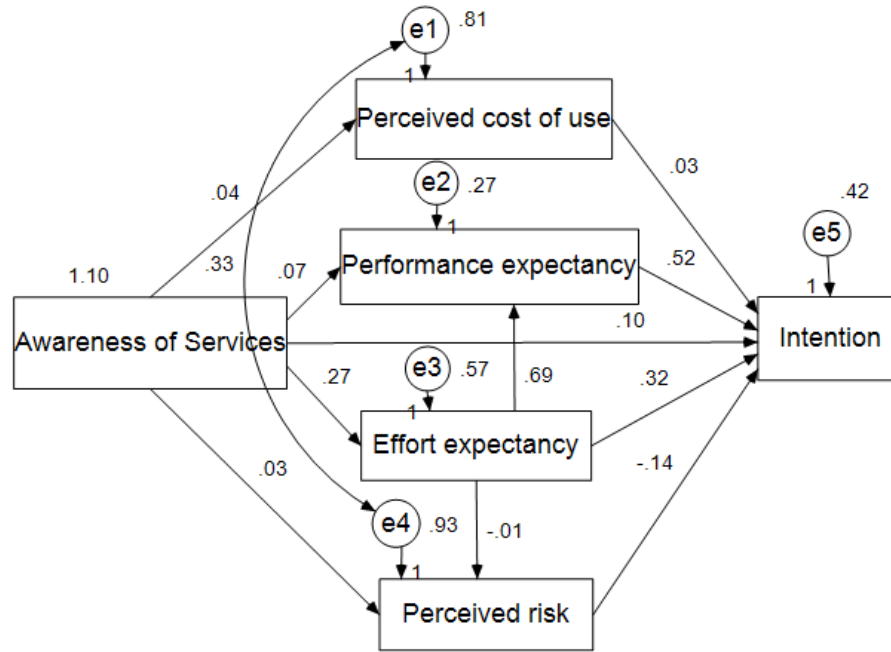 e1
.81
1
Perceived cost of use
.04
.03
e2
.27
.42
1
e5
1.10
.33
.07
Performance expectancy
.52
1
Awareness of Services
.10
Intention
e3
.57
.27
.69
.32
1
Effort expectancy
.03
-.14
e4
.93
-.01
1
Perceived risk